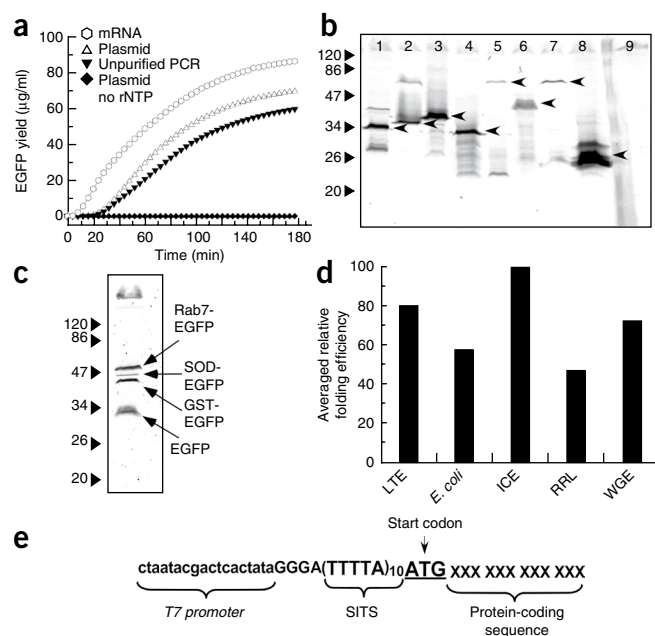 a
EGFP yield (µg/ml)
100
80
60
40
20
0
mRNA
Plasmid
Unpurified PCR
Plasmid
no rNTP
0 20 60 100 140 180
Time (min)
b
1 2 3 4 5 6 7 8 9
120
86
47
34
26
20
c
120
86
47
34
26
20
Rab7-
EGFP
SOD-
EGFP
GST-
EGFP
EGFP
d
Averaged relative
folding efficiency
100
80
60
40
20
0
LTE
E. coli
ICE
RRL
WGE
e
Start codon
ctaatacgactcactataGGGA(TTTTA)10ATG XXX XXX XXX XXX
T7 promoter
SITS
Protein-coding
sequence